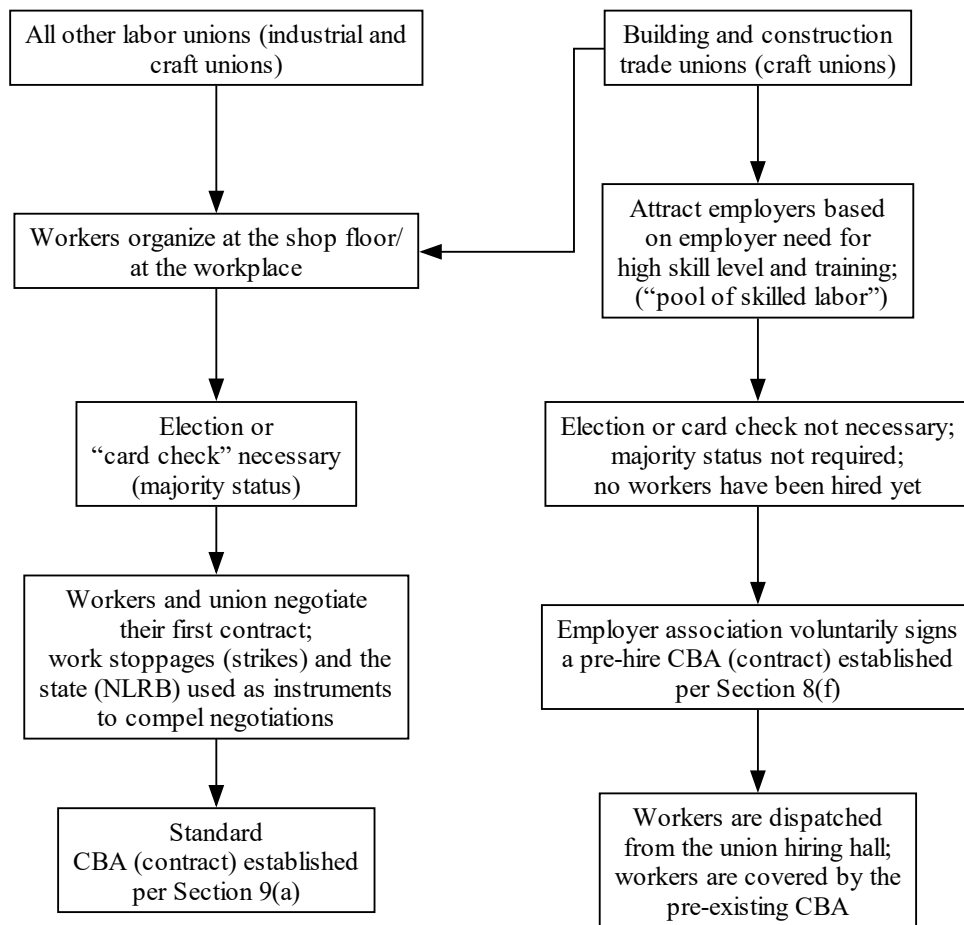 All other labor unions (industrial and
craft unions)
Building and construction
trade unions (craft unions)
Workers organize at the shop floor/
at the workplace
Attract employers based
on employer need for
high skill level and training;
(“pool of skilled labor”)
Election or
“card check” necessary
(majority status)
Election or card check not necessary;
majority status not required;
no workers have been hired yet
Workers and union negotiate
their first contract;
work stoppages (strikes) and the
state (NLRB) used as instruments
to compel negotiations
Employer association voluntarily signs
a pre-hire CBA (contract) established
per Section 8(f)
Standard
CBA (contract) established
per Section 9(a)
Workers are dispatched
from the union hiring hall;
workers are covered by the
pre-existing CBA